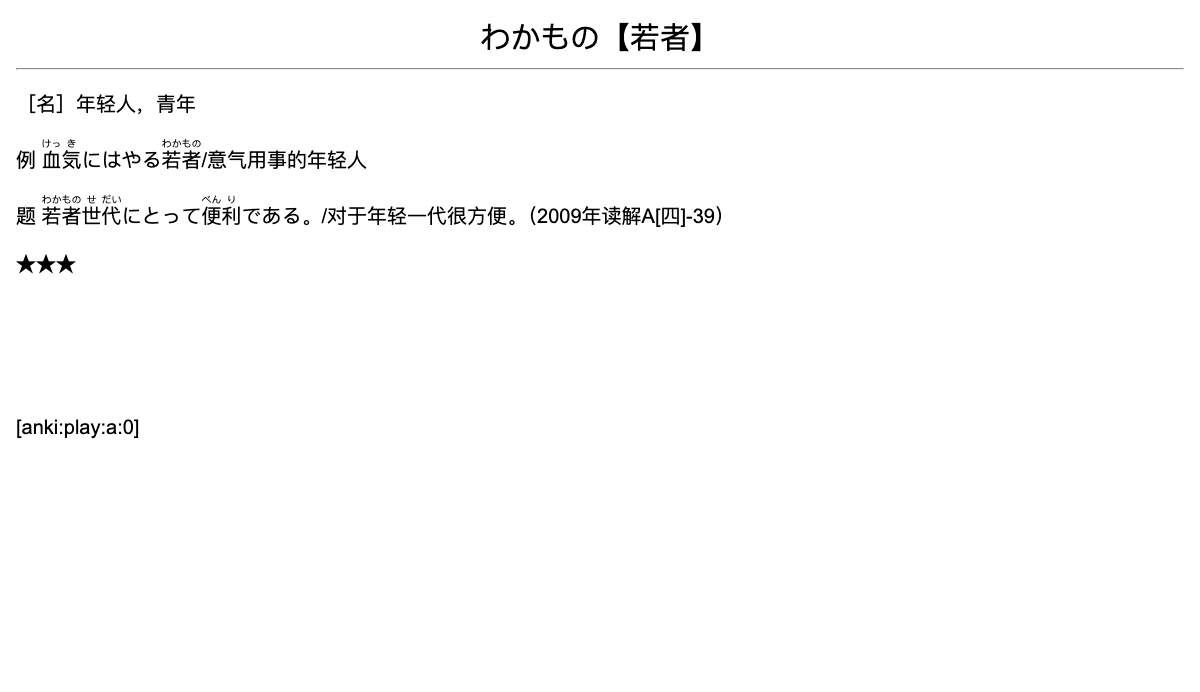 わかもの【若者】
［名］年轻人，青年
例 血気にはやる若者/意气用事的年轻人
けっ き わかもの
题 若者世代にとって便利である。/对于年轻一代很方便。（2009年读解A[四]-39）
わかもの せ だい べん り
★★★
[anki:play:a:0]